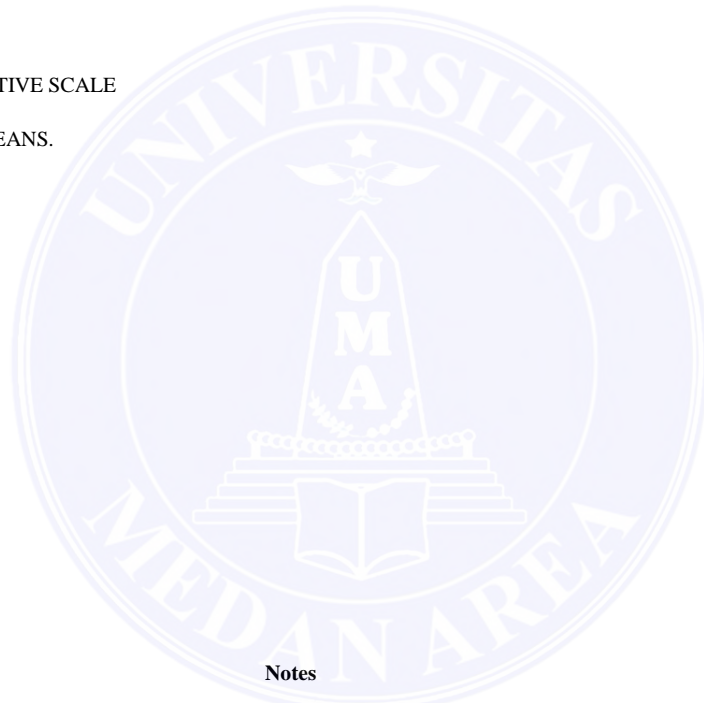 TIVE SCALE
EANS.
UNIVERSITAS
U
M
A
MEDAN AREA
Notes